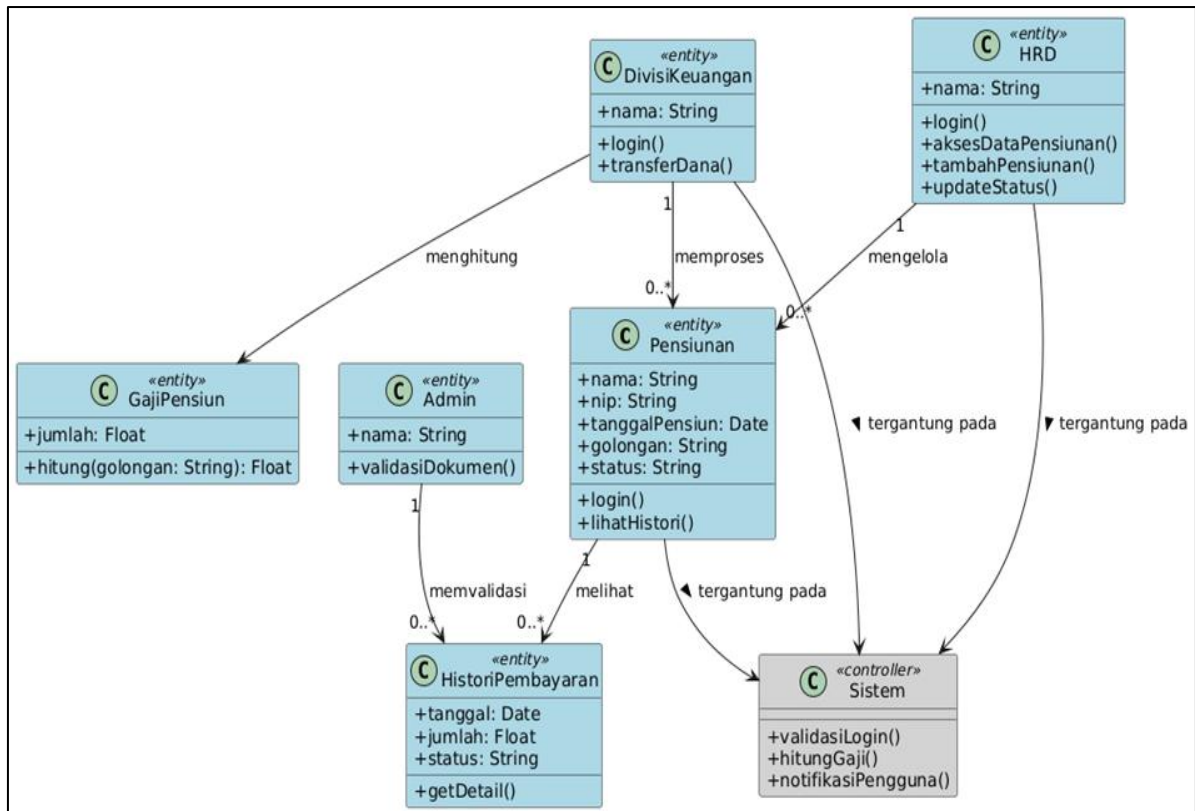 «entity»
C DivisiKeuangan
+nama: String
+login()
+transferDana()
«entity»
C HRD
+nama: String
+login()
+aksesDataPensiunan()
+tambahPensiunan()
+updateStatus()
1
1
menghitung
memproses
mengelola
0..*
0..*
«entity»
C GajiPensiun
+jumlah: Float
+hitung(golongan: String): Float
«entity»
C Admin
+nama: String
+validasiDokumen()
«entity»
C Pensiunan
+nama: String
+nip: String
+tanggalPensiun: Date
+golongan: String
+status: String
+login()
+lihatHistori()
tergantung pada
tergantung pada
1
1
memvalidasi
melihat
tergantung pada
0..*
0..*
«entity»
C HistoriPembayaran
+tanggal: Date
+jumlah: Float
+status: String
+getDetail()
«controller»
C Sistem
+validasiLogin()
+hitungGaji()
+notifikasiPengguna()